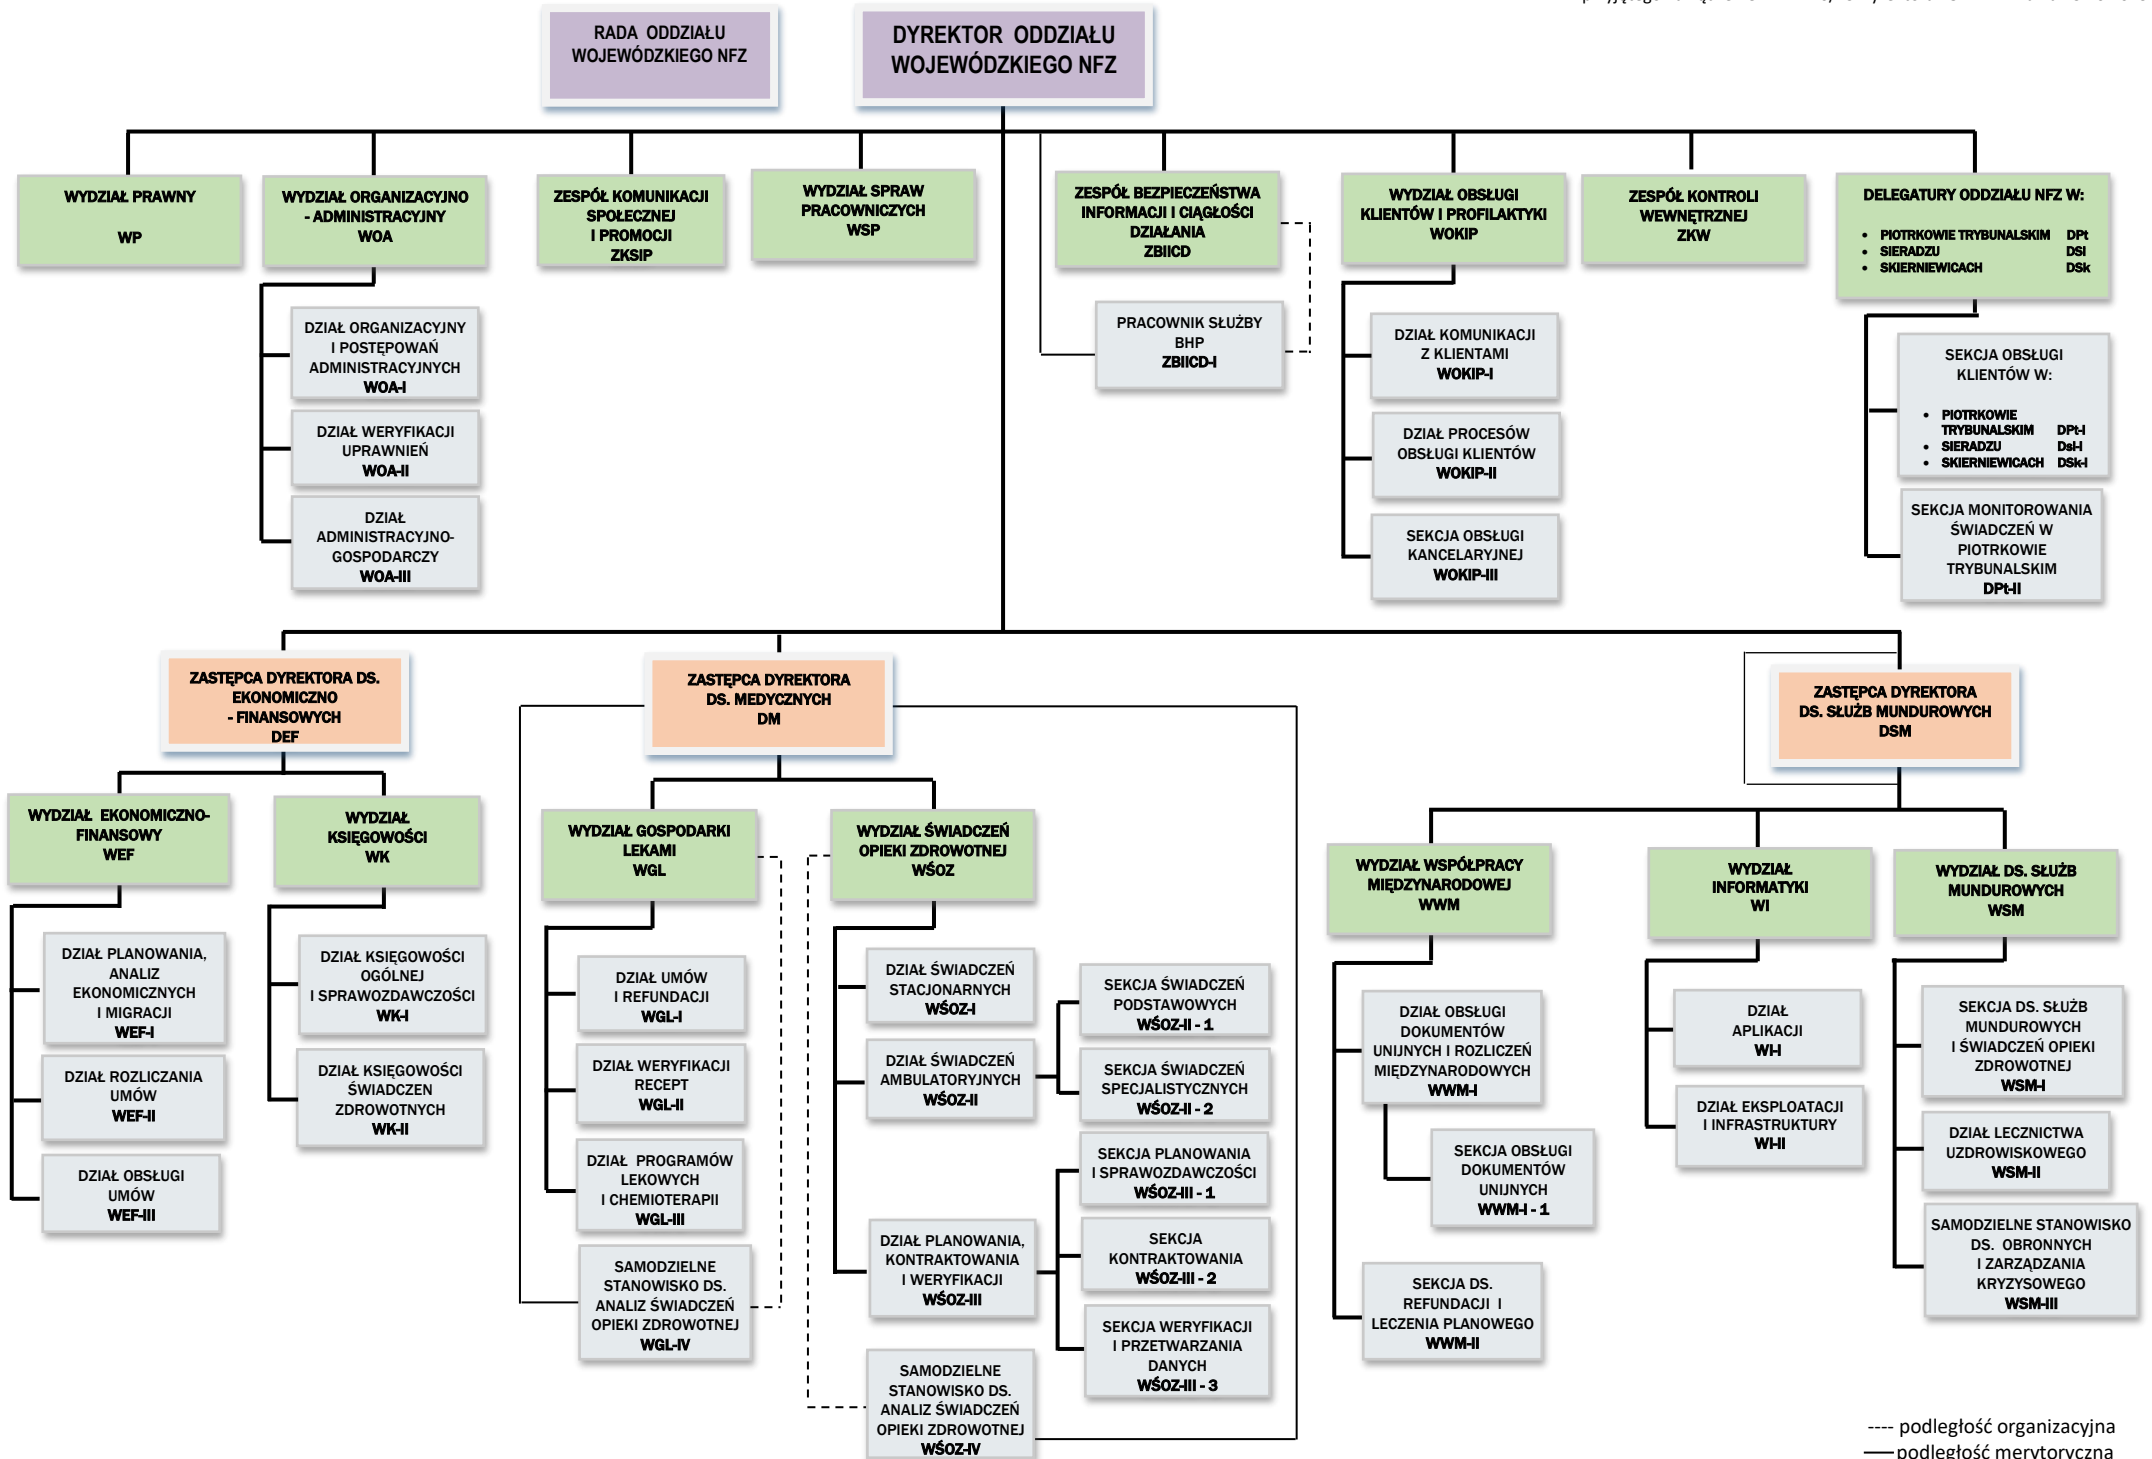 RADA ODDZIAŁU
WOJEWÓDZKIEGO NFZ
DYREKTOR ODDZIAŁU
WOJEWÓDZKIEGO NFZ
WYDZIAŁ PRAWNY
WP
WYDZIAŁ ORGANIZACYJNO
- ADMINISTRACYJNY
WOA
ZESPÓŁ KOMUNIKACJI
SPOŁECZNEJ
I PROMOCJI
ZKSIP
WYDZIAŁ SPRAW
PRACOWNICZYCH
WSP
ZESPÓŁ BEZPIECZEŃSTWA
INFORMACJI I CIĄGŁOŚCI
DZIAŁANIA
ZBIICD
WYDZIAŁ OBSŁUGI
KLIENTÓW I PROFILAKTYKI
WOKIP
ZESPÓŁ KONTROLI
WEWNĘTRZNEJ
ZKW
DELEGATURY ODDZIAŁU NFZ W:
• PIOTRKOWIE TRYBUNALSKIM DPt
• SIERADZU DSI
• SKIERNIEWICACH DSk
DZIAŁ ORGANIZACYJNY
I POSTĘPOWAŃ
ADMINISTRACYJNYCH
WOA-I
DZIAŁ WERYFIKACJI
UPRAWNIEŃ
WOA-II
DZIAŁ
ADMINISTRACYJNO-
GOSPODARCZY
WOA-III
PRACOWNIK SŁUŻBY
BHP
ZBIICD-I
DZIAŁ KOMUNIKACJI
Z KLIENTAMI
WOKIP-I
DZIAŁ PROCESÓW
OBSŁUGI KLIENTÓW
WOKIP-II
SEKCJA OBSŁUGI
KANCELARYJNEJ
WOKIP-III
SEKCJA OBSŁUGI
KLIENTÓW W:
• PIOTRKOWIE
TRYBUNALSKIM DPt-I
• SIERADZU DsI-I
• SKIERNIEWICACH DSk-I
SEKCJA MONITOROWANIA
ŚWIADCZEŃ W
PIOTRKOWIE
TRYBUNALSKIM
DPt-II
ZASTĘPCA DYREKTORA DS.
EKONOMICZNO
- FINANSOWYCH
DEF
ZASTĘPCA DYREKTORA
DS. MEDYCZNYCH
DM
ZASTĘPCA DYREKTORA
DS. SŁUŻB MUNDUROWYCH
DSM
WYDZIAŁ EKONOMICZNO-
FINANSOWY
WEF
WYDZIAŁ
KSIĘGOWOŚCI
WK
WYDZIAŁ GOSPODARKI
LEKAMI
WGL
WYDZIAŁ ŚWIADCZEŃ
OPIEKI ZDROWOTNEJ
WŚOZ
WYDZIAŁ WSPÓŁPRACY
MIĘDZYNARODOWEJ
WWM
WYDZIAŁ
INFORMATYKI
WI
WYDZIAŁ DS. SŁUŻB
MUNDUROWYCH
WSM
DZIAŁ PLANOWANIA,
ANALIZ
EKONOMICZNYCH
I MIGRACJI
WEF-I
DZIAŁ ROZLICZANIA
UMÓW
WEF-II
DZIAŁ OBSŁUGI
UMÓW
WEF-III
DZIAŁ KSIĘGOWOŚCI
OGÓLNEJ
I SPRAWOZDAWCZOŚCI
WK-I
DZIAŁ KSIĘGOWOŚCI
ŚWIADCZEN
ZDROWOTNYCH
WK-II
DZIAŁ UMÓW
I REFUNDACJI
WGL-I
DZIAŁ WERYFIKACJI
RECEPT
WGL-II
DZIAŁ PROGRAMÓW
LEKOWYCH
I CHEMIOTERAPII
WGL-III
SAMODZIELNE
STANOWISKO DS.
ANALIZ ŚWIADCZEŃ
OPIEKI ZDROWOTNEJ
WGL-IV
DZIAŁ ŚWIADCZEŃ
STACJONARNYCH
WŚOZ-I
DZIAŁ ŚWIADCZEŃ
AMBULATORYJNYCH
WŚOZ-II
DZIAŁ PLANOWANIA,
KONTRAKTOWANIA
I WERYFIKACJI
WŚOZ-III
SAMODZIELNE
STANOWISKO DS.
ANALIZ ŚWIADCZEŃ
OPIEKI ZDROWOTNEJ
WŚOZ-IV
SEKCJA ŚWIADCZEŃ
PODSTAWOWYCH
WŚOZ-II - 1
SEKCJA ŚWIADCZEŃ
SPECJALISTYCZNYCH
WŚOZ-II - 2
SEKCJA PLANOWANIA
I SPRAWOZDAWCZOŚCI
WŚOZ-III - 1
SEKCJA
KONTRAKTOWANIA
WŚOZ-III - 2
SEKCJA WERYFIKACJI
I PRZETWARZANIA
DANYCH
WŚOZ-III - 3
DZIAŁ OBSŁUGI
DOKUMENTÓW
UNIJNYCH I ROZLICZEŃ
MIĘDZYNARODOWYCH
WWM-I
SEKCJA OBSŁUGI
DOKUMENTÓW
UNIJNYCH
WWM-I - 1
SEKCJA DS.
REFUNDACJI I
LECZENIA PLANOWEGO
WWM-II
DZIAŁ
APLIKACJI
WI-I
DZIAŁ EKSPLOATACJI
I INFRASTRUKTURY
WI-II
SEKCJA DS. SŁUŻB
MUNDUROWYCH
I ŚWIADCZEŃ OPIEKI
ZDROWOTNEJ
WSM-I
DZIAŁ LECZNICTWA
UZDROWISKOWEGO
WSM-II
SAMODZIELNE STANOWISKO
DS. OBRONNYCH
I ZARZĄDZANIA
KRYZYSOWEGO
WSM-III
---- podległość organizacyjna
—— podległość merytoryczna